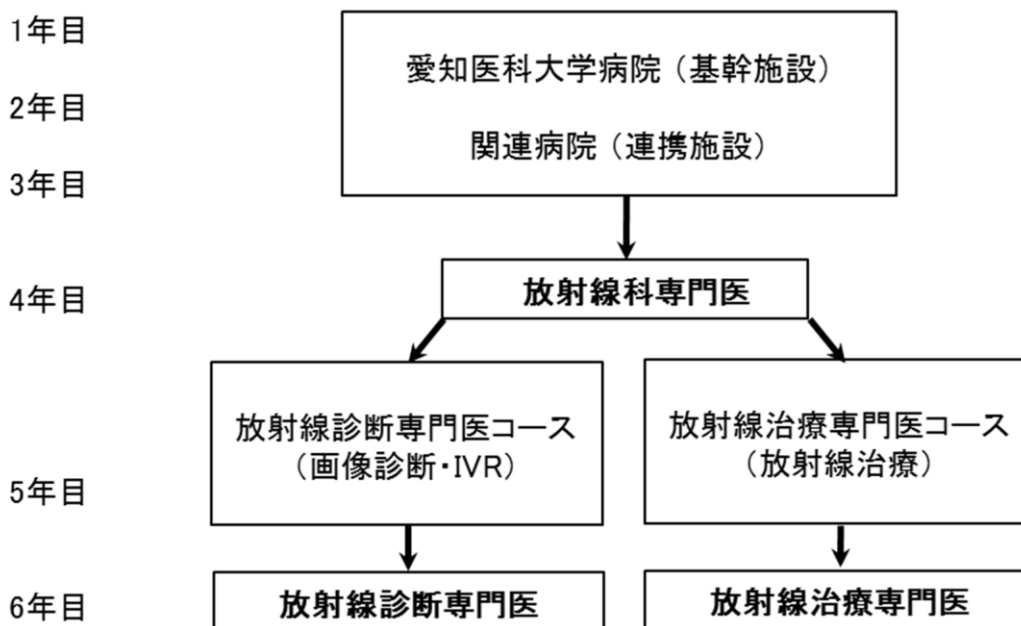 1年目
愛知医科大学病院（基幹施設）
2年目
関連病院（連携施設）
3年目
4年目
放射線科専門医
放射線診断専門医コース
（画像診断・IVR）
放射線治療専門医コース
（放射線治療）
5年目
6年目
放射線診断専門医
放射線治療専門医